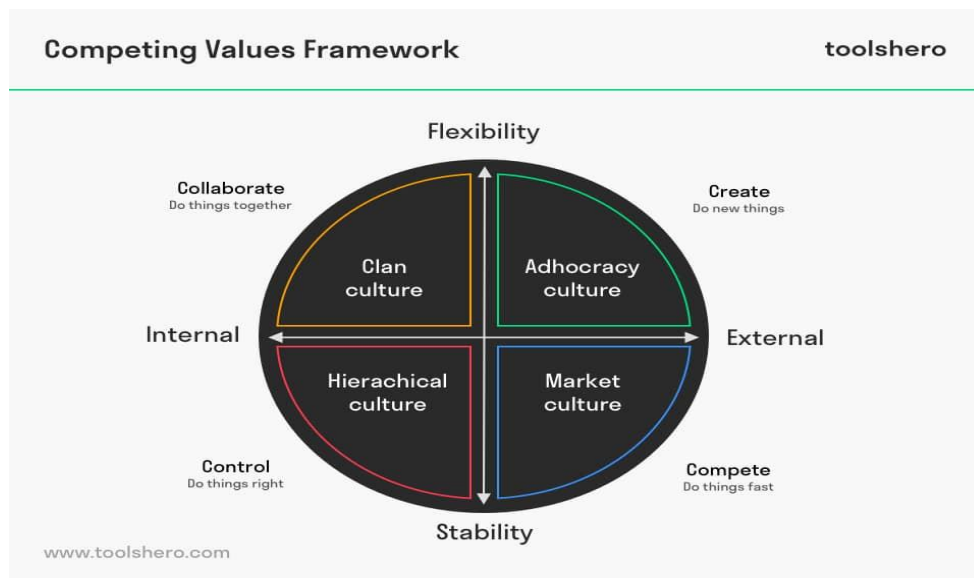 Competing Values Framework
toolshero
Flexibility
Collaborate
Do things together
Create
Do new things
Clan
culture
Adhocracy
culture
Internal
External
Hierachical
culture
Market
culture
Control
Do things right
Compete
Do things fast
Stability
www.toolshero.com